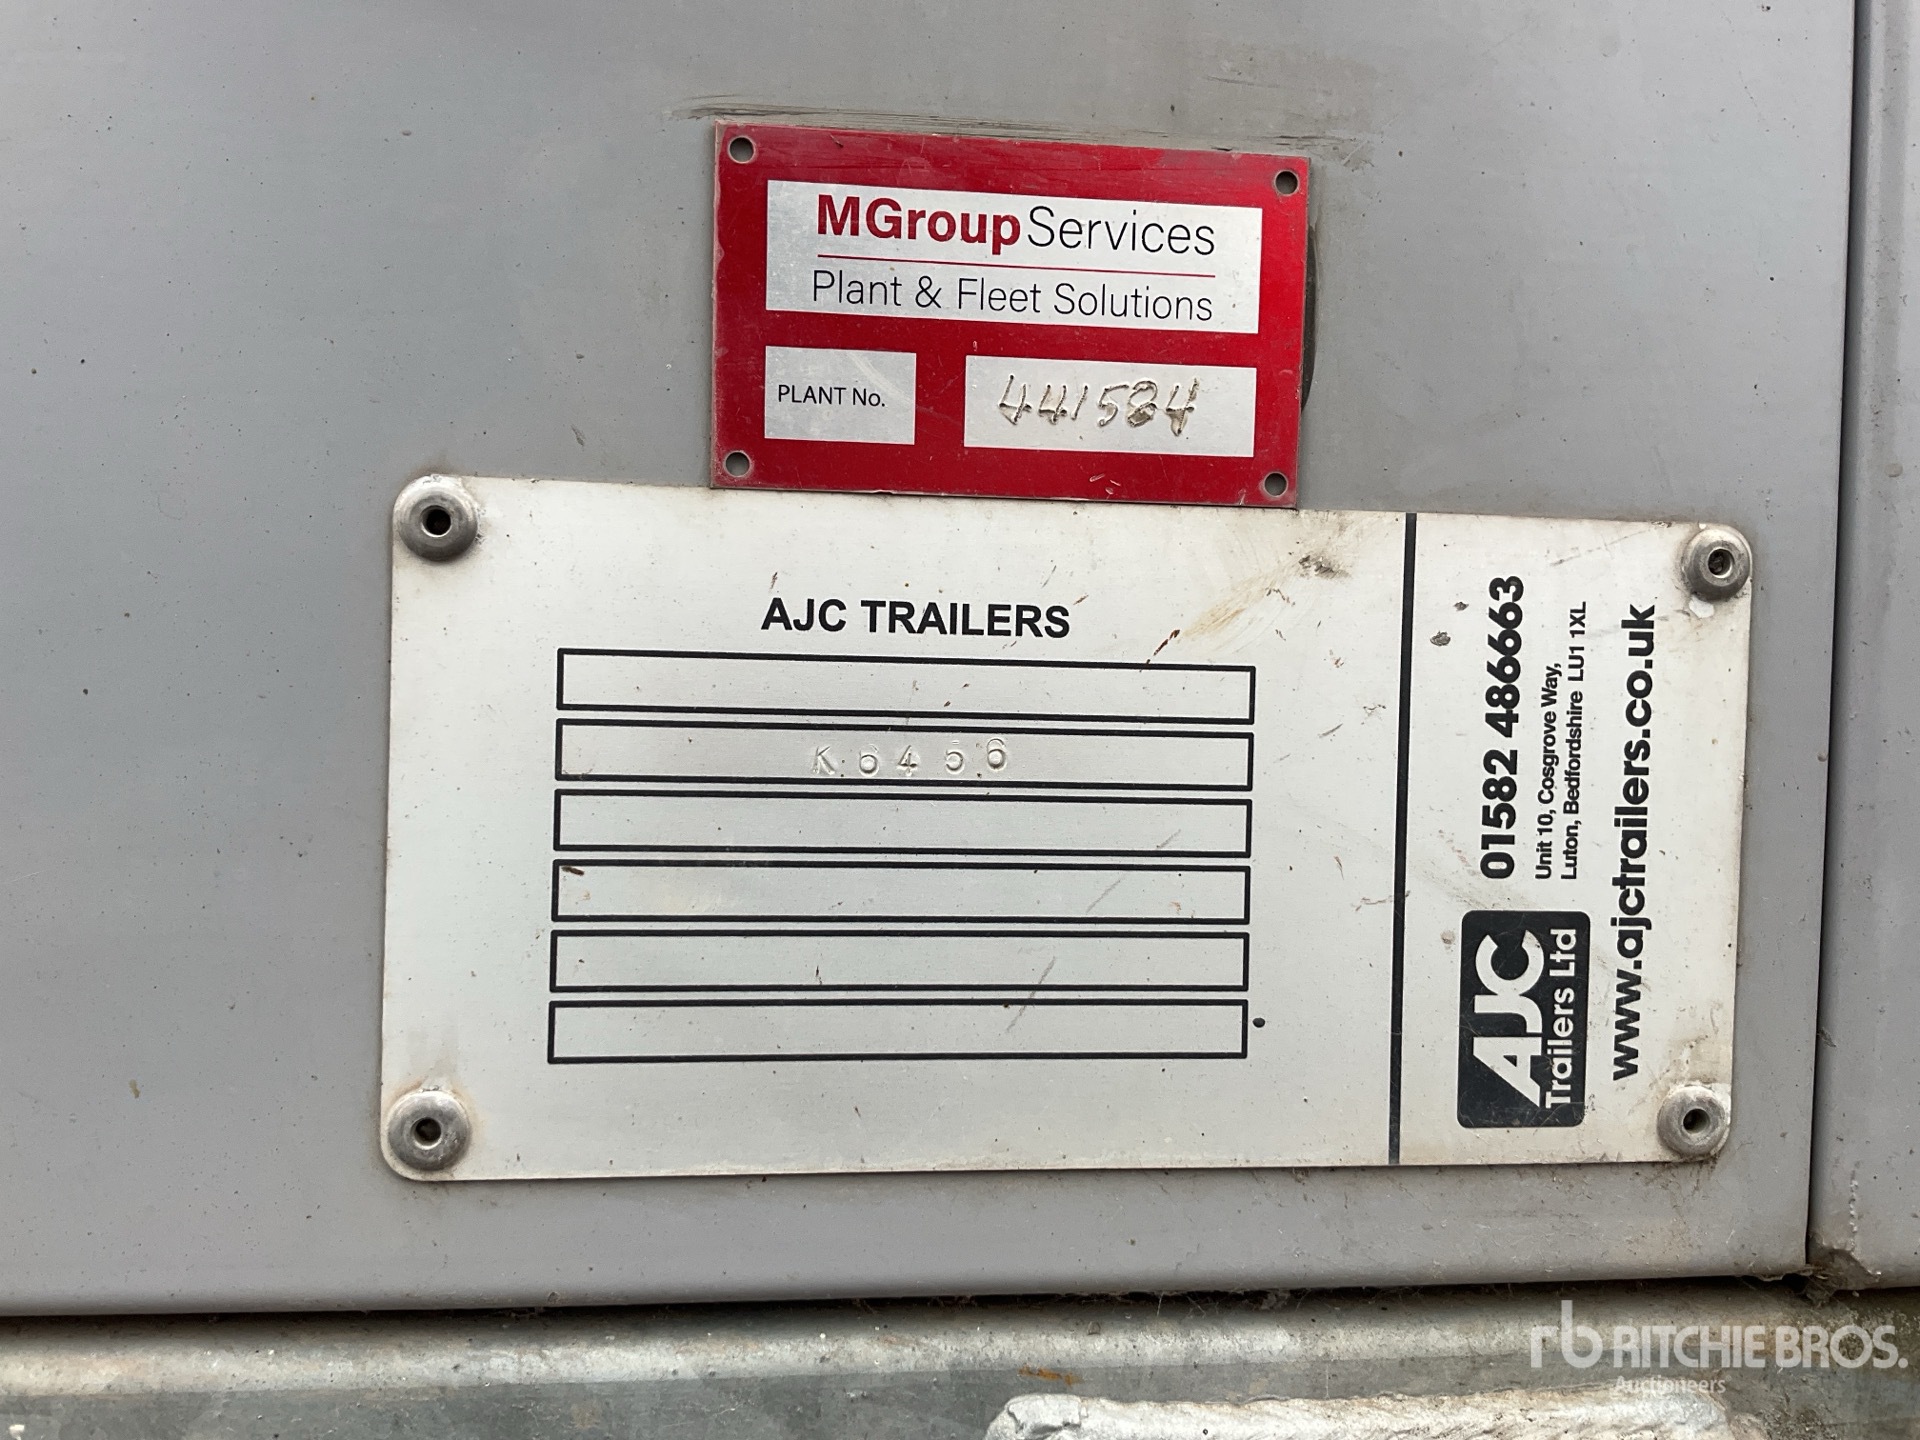 MGroupServices
Plant & Fleet Solutions
PLANT No.
441584
AJC TRAILERS
K6456
01582 486663
Unit 10, Cosgrove Way,
Luton, Bedfordshire LU1 1XL
AJC
Trailers Ltd
www.ajctrailers.co.uk
rb RITCHIE BROS.
Auctioneers